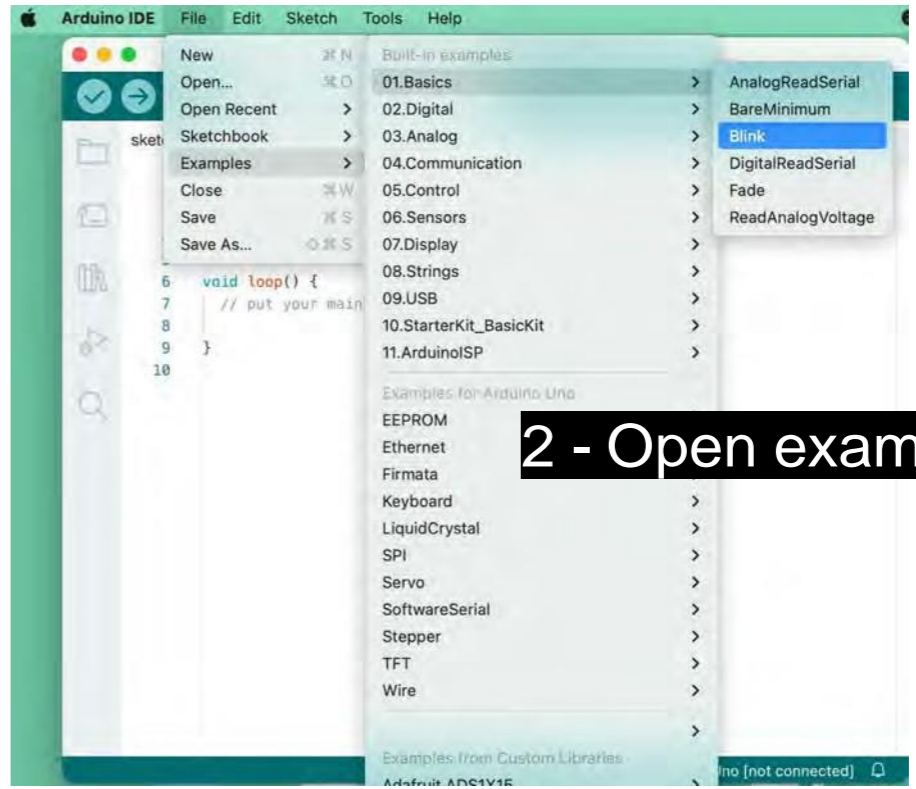 Arduino IDE File Edit Sketch Tools Help
New ⌘ N
Open... ⌘ O
Open Recent >
Sketchbook >
Examples >
Close ⌘ W
Save ⌘ S
Save As... ⇧ ⌘ S
Built-in examples
01.Basics >
02.Digital >
03.Analog >
04.Communication >
05.Control >
06.Sensors >
07.Display >
08.Strings >
09.USB >
10.StarterKit_BasicKit >
11.ArduinoISP >
Examples for Arduino Uno
EEPROM
Ethernet
Firmata
Keyboard >
LiquidCrystal >
SPI >
Servo >
SoftwareSerial >
Stepper >
TFT >
Wire >
>
Examples from Custom Libraries
Adafruit ADS1X15 >
AnalogReadSerial
BareMinimum
Blink
DigitalReadSerial
Fade
ReadAnalogVoltage
sket
6 void loop() {
7 // put your main
8
9 }
10
2 - Open exam
no [not connected]